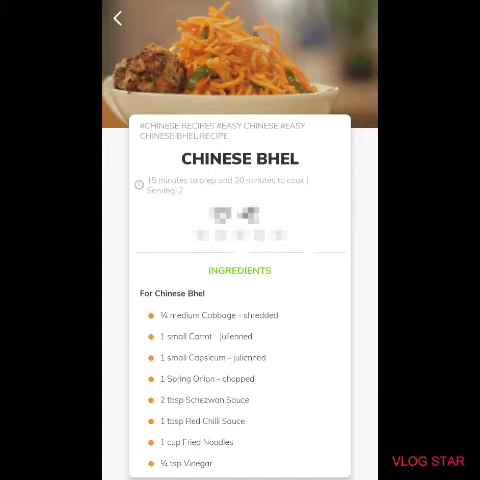 #CHINESE RECIPES #EASY CHINESE #EASY
CHINESE BHEL RECIPE
CHINESE BHEL
15 minutes to prep and 20 minutes to cook |
Serving-2
INGREDIENTS
For Chinese Bhel
¼ medium Cabbage - shredded
1 small Carrot - julienned
1 small Capsicum - julienned
1 Spring Onion - chopped
2 tbsp Schezwan Sauce
1 tbsp Red Chilli Sauce
1 cup Fried Noodles
¼ tsp Vinegar
VLOG STAR